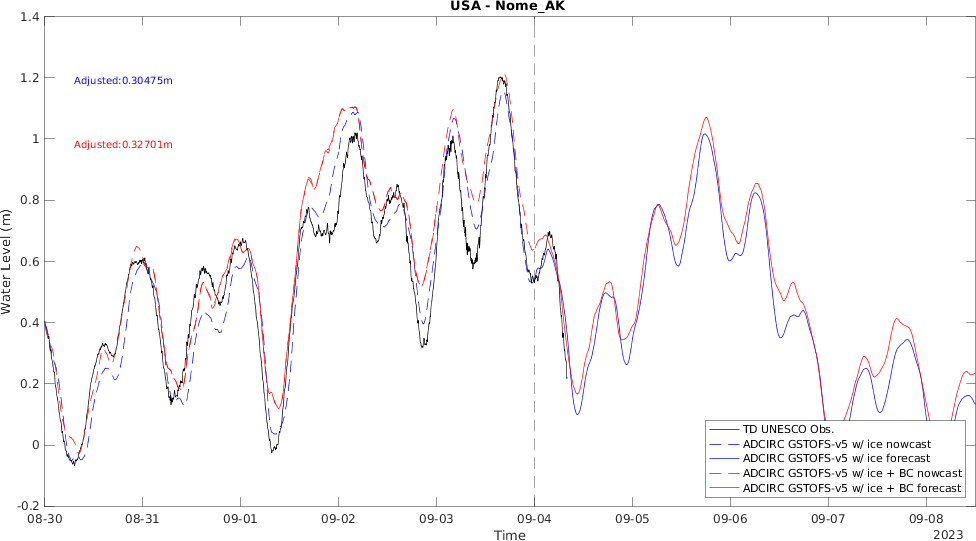 USA - Nome_AK
1.4
1.2
1
0.8
0.6
0.4
0.2
0
-0.2
Water Level (m)
Adjusted:0.30475m
Adjusted:0.32701m
TD UNESCO Obs.
ADCIRC GSTOFS-v5 w/ ice nowcast
ADCIRC GSTOFS-v5 w/ ice forecast
ADCIRC GSTOFS-v5 w/ ice + BC nowcast
ADCIRC GSTOFS-v5 w/ ice + BC forecast
08-30 08-31 09-01 09-02 09-03 09-04 09-05 09-06 09-07 09-08
Time
2023